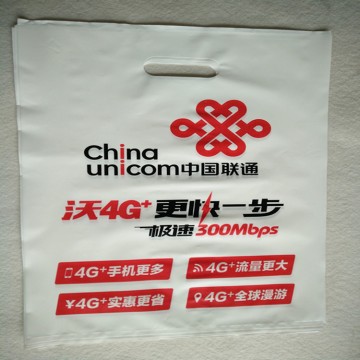 China
unicom中国联通
沃4G+更快一步
极速300Mbps
4G+手机更多
4G+流量更大
¥4G+实惠更省
4G+全球漫游